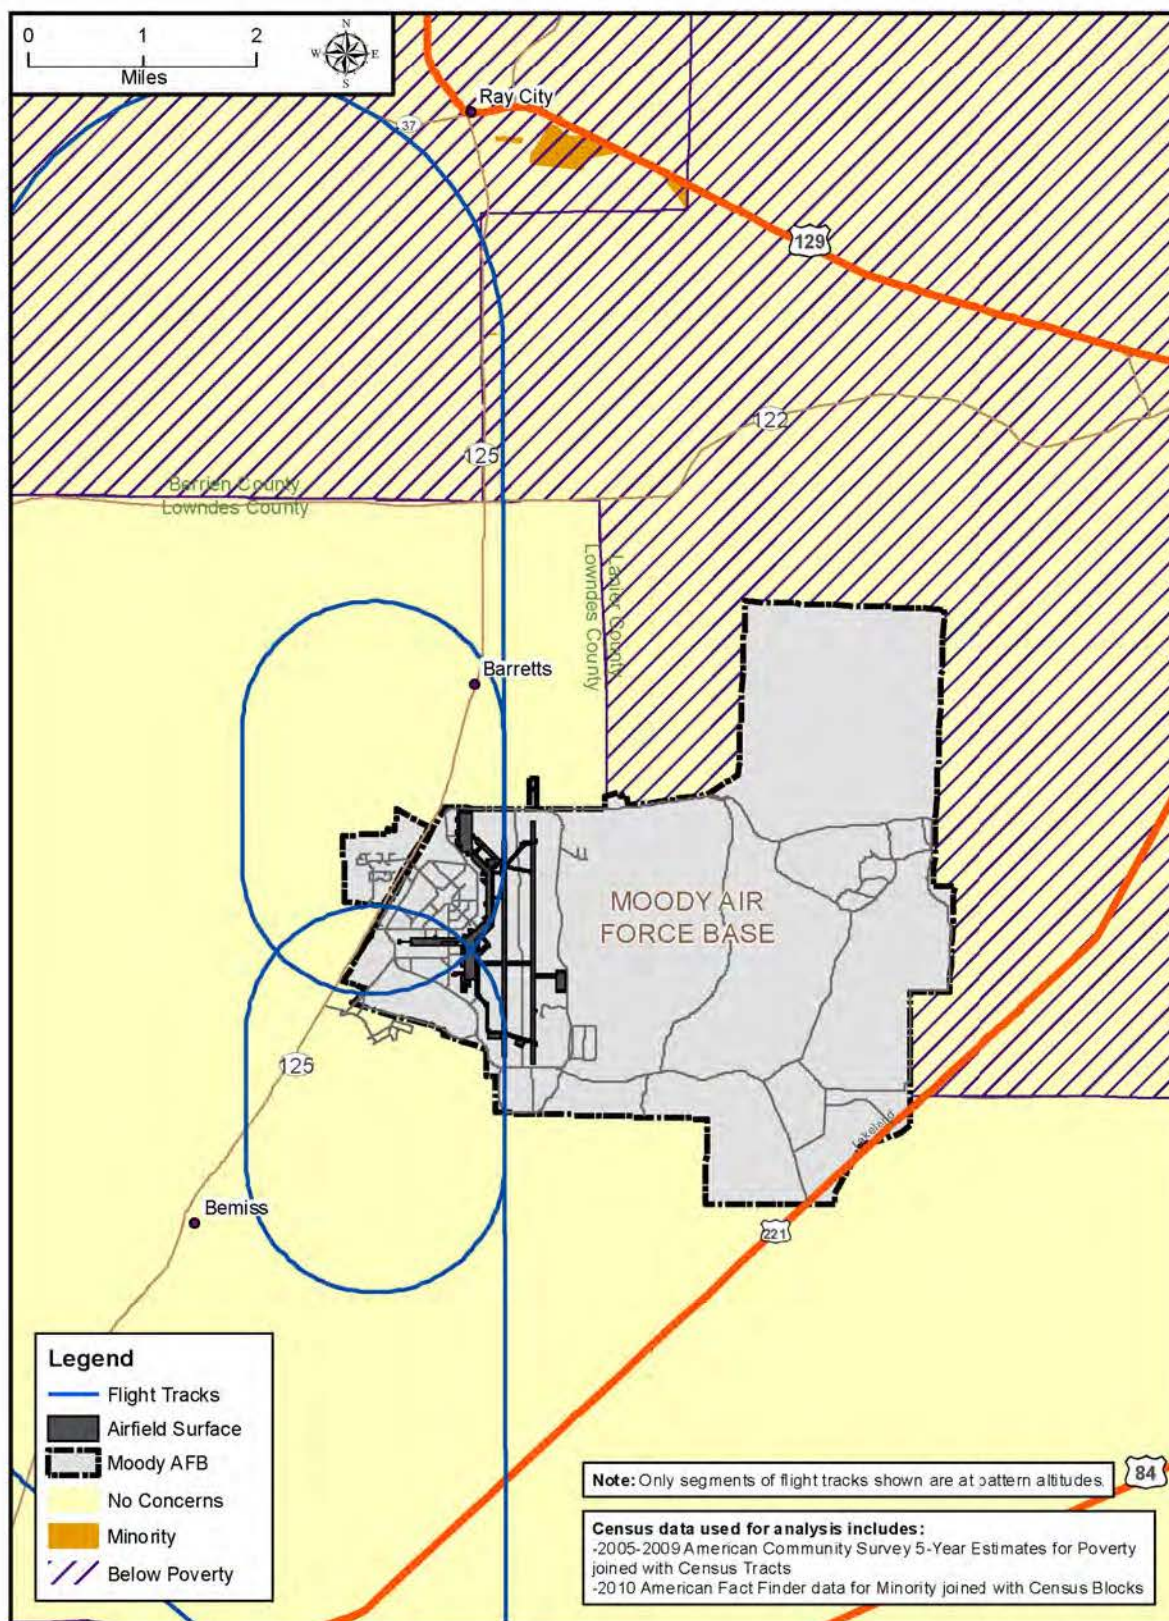 0 1 2
Miles
N
W E
S
Ray City
37
129
122
125
Berrien County
Lowndes County
Lanier County
Lowndes County
Barretts
MOODY AIR
FORCE BASE
125
Lakeland
Bemiss
221
Legend
Flight Tracks
Airfield Surface
Moody AFB
No Concerns
Minority
Below Poverty
84
Note: Only segments of flight tracks shown are at pattern altitudes.
Census data used for analysis includes:
-2005-2009 American Community Survey 5-Year Estimates for Poverty
joined with Census Tracts
-2010 American Fact Finder data for Minority joined with Census Blocks